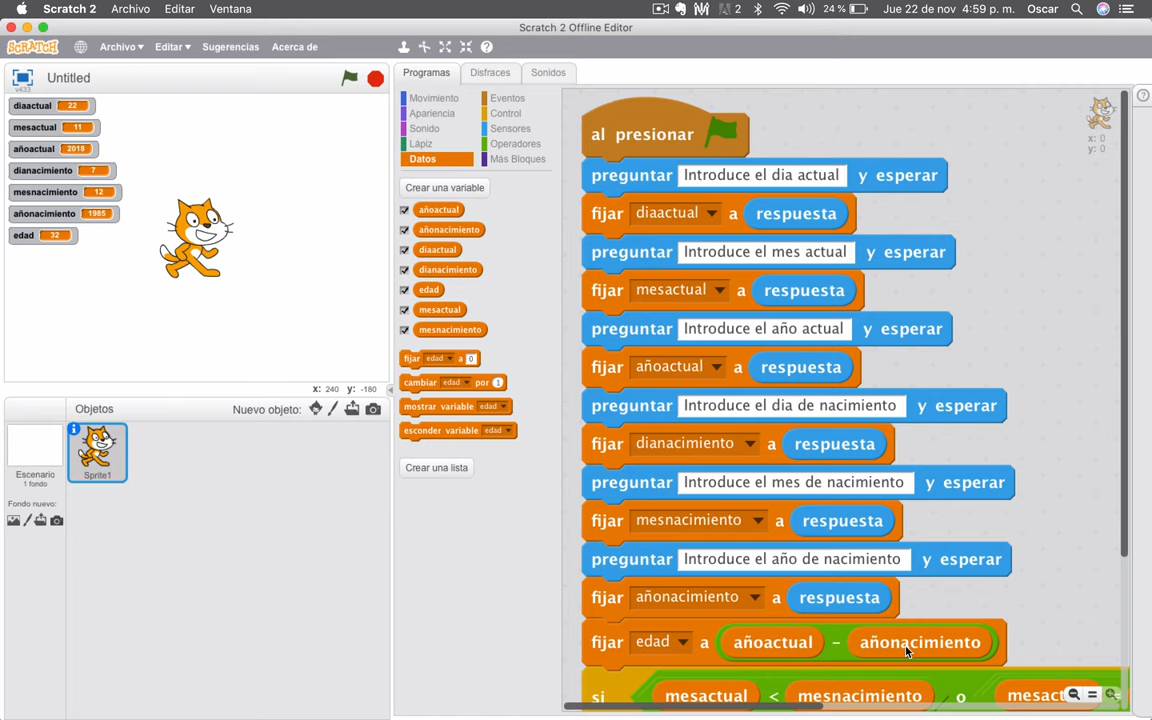 Scratch 2 Archivo Editar Ventana 2 24 % Jue 22 de nov 4:59 p. m. Oscar
Scratch 2 Offline Editor
SCRATCH Archivo Editar Sugerencias Acerca de
v433
Untitled
diaactual 22
mesactual 11
añoactual 2018
dianacimiento 7
mesnacimiento 12
añonacimiento 1985
edad 32
x: 240 y: -180
Objetos Nuevo objeto:
Escenario
1 fondo
Fondo nuevo:
Sprite1
Programas Disfraces Sonidos
Movimiento Eventos
Apariencia Control
Sonido Sensores
Lápiz Operadores
Datos Más Bloques
Crear una variable
añoactual
añonacimiento
diaactual
dianacimiento
edad
mesactual
mesnacimiento
fijar edad a 0
cambiar edad por 1
mostrar variable edad
esconder variable edad
Crear una lista
x: 0
y: 0
al presionar
preguntar Introduce el dia actual y esperar
fijar diaactual a respuesta
preguntar Introduce el mes actual y esperar
fijar mesactual a respuesta
preguntar Introduce el año actual y esperar
fijar añoactual a respuesta
preguntar Introduce el dia de nacimiento y esperar
fijar dianacimiento a respuesta
preguntar Introduce el mes de nacimiento y esperar
fijar mesnacimiento a respuesta
preguntar Introduce el año de nacimiento y esperar
fijar añonacimiento a respuesta
fijar edad a añoactual - añonacimiento
si mesactual < mesnacimiento o